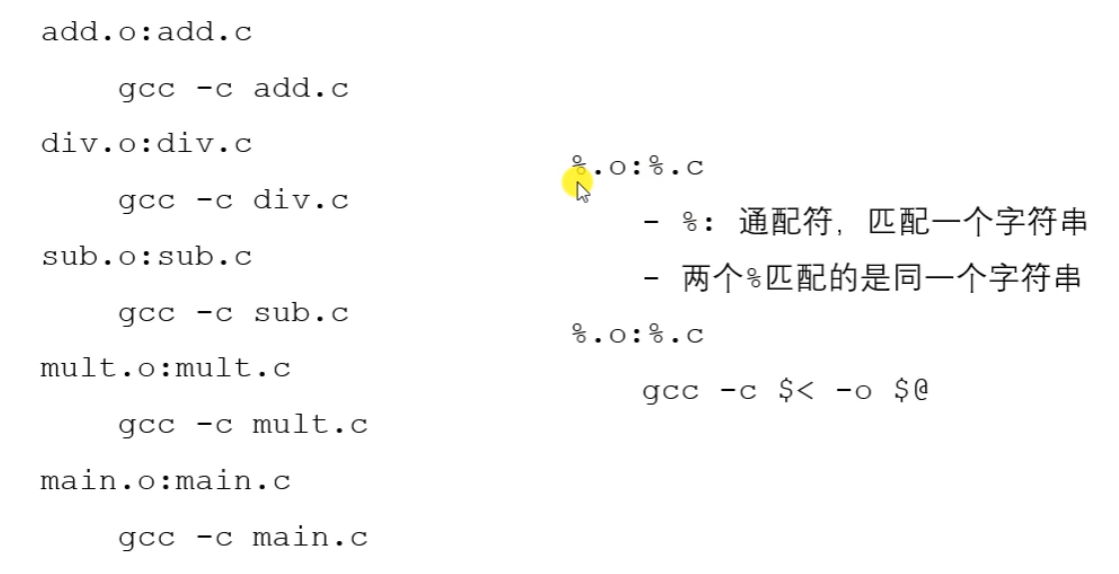 add.o:add.c
gcc -c add.c
div.o:div.c
gcc -c div.c
sub.o:sub.c
gcc -c sub.c
mult.o:mult.c
gcc -c mult.c
main.o:main.c
gcc -c main.c
%.o:%.c
- %: 通配符, 匹配一个字符串
- 两个%匹配的是同一个字符串
%.o:%.c
gcc -c $< -o $@